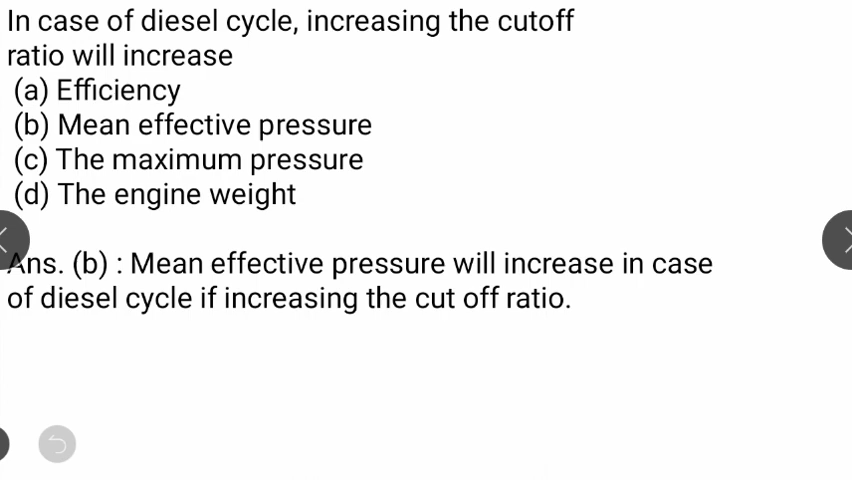 In case of diesel cycle, increasing the cutoff
ratio will increase
(a) Efficiency
(b) Mean effective pressure
(c) The maximum pressure
(d) The engine weight
Ans. (b) : Mean effective pressure will increase in case
of diesel cycle if increasing the cut off ratio.